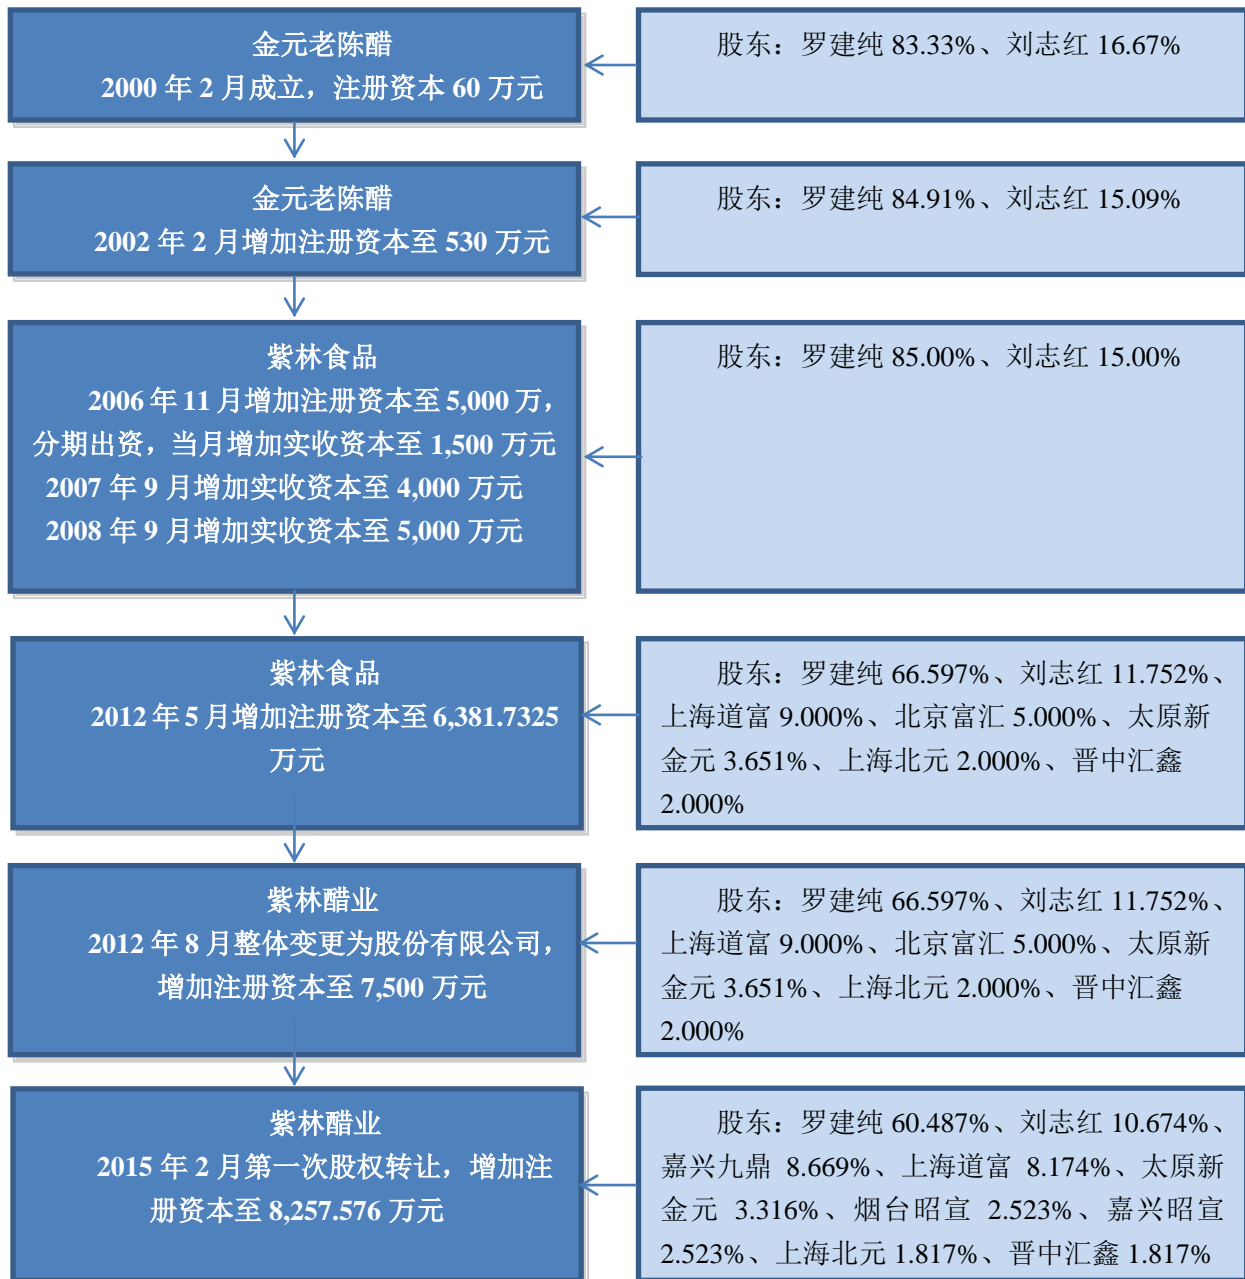 金元老陈醋
2000 年 2 月成立，注册资本 60 万元
股东：罗建纯 83.33%、刘志红 16.67%
金元老陈醋
2002 年 2 月增加注册资本至 530 万元
股东：罗建纯 84.91%、刘志红 15.09%
紫林食品
2006 年 11 月增加注册资本至 5,000 万，
分期出资，当月增加实收资本至 1,500 万元
2007 年 9 月增加实收资本至 4,000 万元
2008 年 9 月增加实收资本至 5,000 万元
股东：罗建纯 85.00%、刘志红 15.00%
紫林食品
2012 年 5 月增加注册资本至 6,381.7325
万元
股东：罗建纯 66.597%、刘志红 11.752%、
上海道富 9.000%、北京富汇 5.000%、太原新
金元 3.651%、上海北元 2.000%、晋中汇鑫
2.000%
紫林醋业
2012 年 8 月整体变更为股份有限公司，
增加注册资本至 7,500 万元
股东：罗建纯 66.597%、刘志红 11.752%、
上海道富 9.000%、北京富汇 5.000%、太原新
金元 3.651%、上海北元 2.000%、晋中汇鑫
2.000%
紫林醋业
2015 年 2 月第一次股权转让，增加注
册资本至 8,257.576 万元
股东：罗建纯 60.487%、刘志红 10.674%、
嘉兴九鼎 8.669%、上海道富 8.174%、太原新
金元 3.316%、烟台昭宣 2.523%、嘉兴昭宣
2.523%、上海北元 1.817%、晋中汇鑫 1.817%